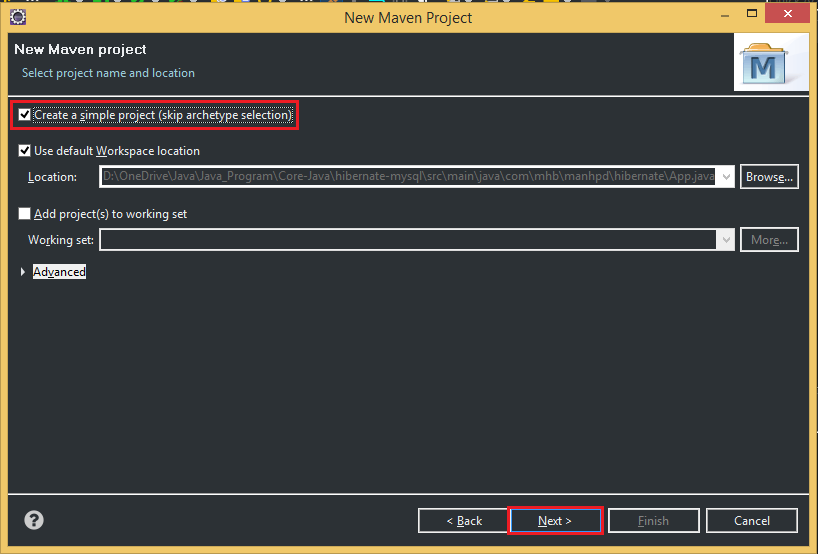 New Maven Project
New Maven project
Select project name and location
M
Create a simple project (skip archetype selection)
Use default Workspace location
Location: D:\OneDrive\Java\Java_Program\Core-Java\hibernate-mysql\src\main\java\com\mhb\manhpd\hibernate\App.java Browse...
Add project(s) to working set
Working set: More...
Advanced
? < Back Next > Finish Cancel